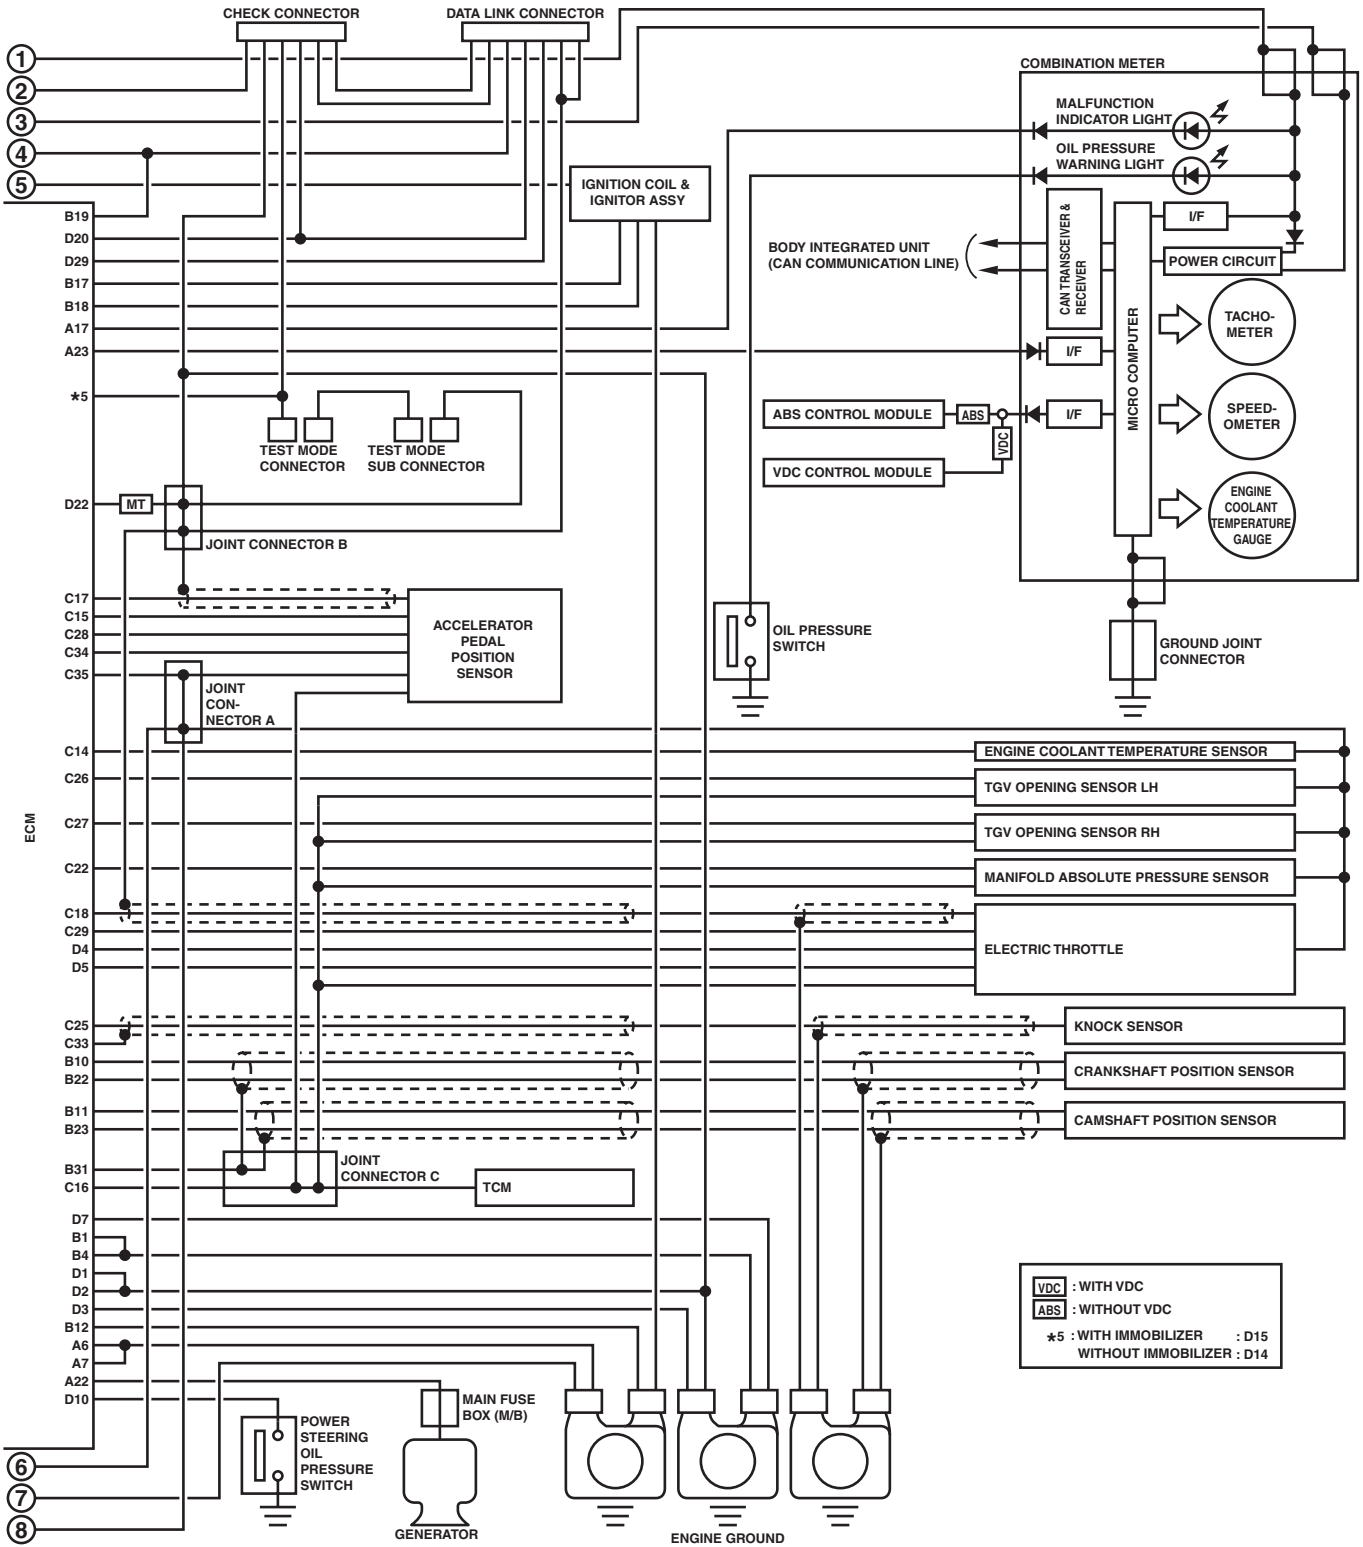 CHECK CONNECTOR
DATA LINK CONNECTOR
1
2
3
4
5
COMBINATION METER
MALFUNCTION
INDICATOR LIGHT
OIL PRESSURE
WARNING LIGHT
IGNITION COIL &
IGNITOR ASSY
BODY INTEGRATED UNIT
(CAN COMMUNICATION LINE)
CAN TRANSCEIVER &
RECEIVER
MICRO COMPUTER
I/F
POWER CIRCUIT
TACHO-
METER
I/F
I/F
SPEED-
OMETER
ENGINE
COOLANT
TEMPERATURE
GAUGE
ABS CONTROL MODULE
ABS
VDC
VDC CONTROL MODULE
B19
D20
D29
B17
B18
A17
A23
*5
TEST MODE
CONNECTOR
TEST MODE
SUB CONNECTOR
D22
MT
JOINT CONNECTOR B
C17
C15
C28
C34
C35
ACCELERATOR
PEDAL
POSITION
SENSOR
OIL PRESSURE
SWITCH
GROUND JOINT
CONNECTOR
JOINT
CON-
NECTOR A
ECM
C14
C26
C27
C22
C18
C29
D4
D5
ENGINE COOLANT TEMPERATURE SENSOR
TGV OPENING SENSOR LH
TGV OPENING SENSOR RH
MANIFOLD ABSOLUTE PRESSURE SENSOR
ELECTRIC THROTTLE
C25
C33
B10
B22
B11
B23
KNOCK SENSOR
CRANKSHAFT POSITION SENSOR
CAMSHAFT POSITION SENSOR
B31
C16
JOINT
CONNECTOR C
TCM
D7
B1
B4
D1
D2
D3
B12
A6
A7
A22
D10
VDC : WITH VDC
ABS : WITHOUT VDC
*5 : WITH IMMOBILIZER : D15
WITHOUT IMMOBILIZER : D14
MAIN FUSE
BOX (M/B)
POWER
STEERING
OIL
PRESSURE
SWITCH
6
7
8
GENERATOR
ENGINE GROUND